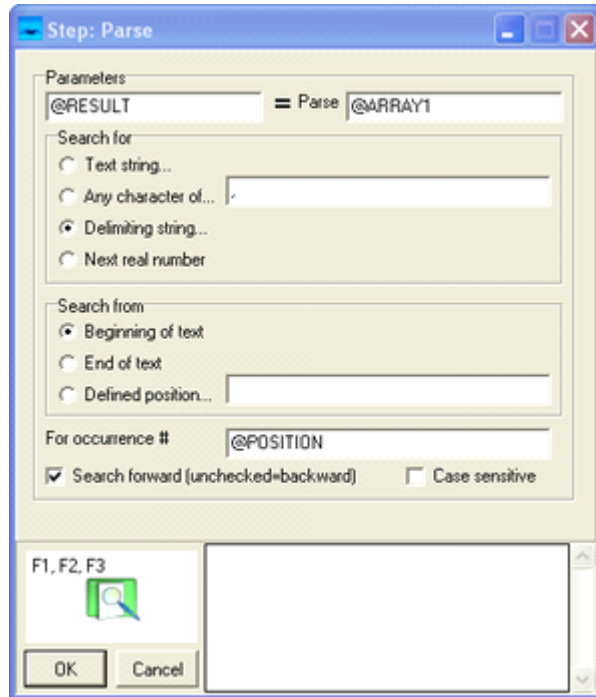 Step: Parse
Parameters
@RESULT = Parse @ARRAY1
Search for
Text string...
Any character of... ,
Delimiting string...
Next real number
Search from
Beginning of text
End of text
Defined position...
For occurrence # @POSITION
Search forward (unchecked=backward) Case sensitive
F1, F2, F3
OK Cancel